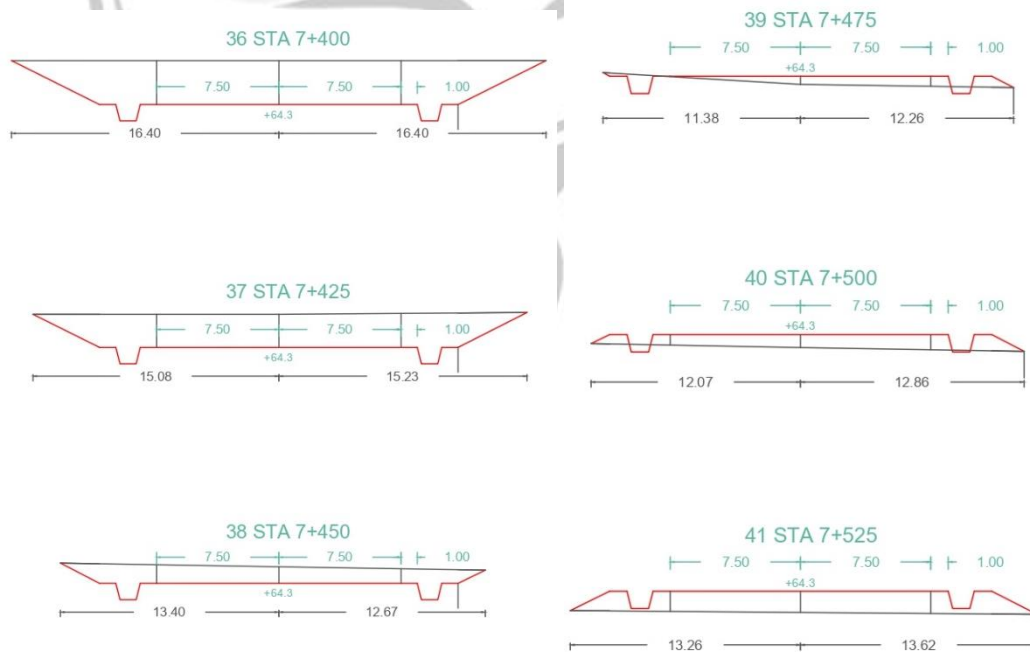 36 STA 7+400
7.50 7.50 1.00
+64.3
16.40 16.40
37 STA 7+425
7.50 7.50 1.00
+64.3
15.08 15.23
38 STA 7+450
7.50 7.50 1.00
+64.3
13.40 12.67
39 STA 7+475
7.50 7.50 1.00
+64.3
11.38 12.26
40 STA 7+500
7.50 7.50 1.00
+64.3
12.07 12.86
41 STA 7+525
7.50 7.50 1.00
+64.3
13.26 13.62